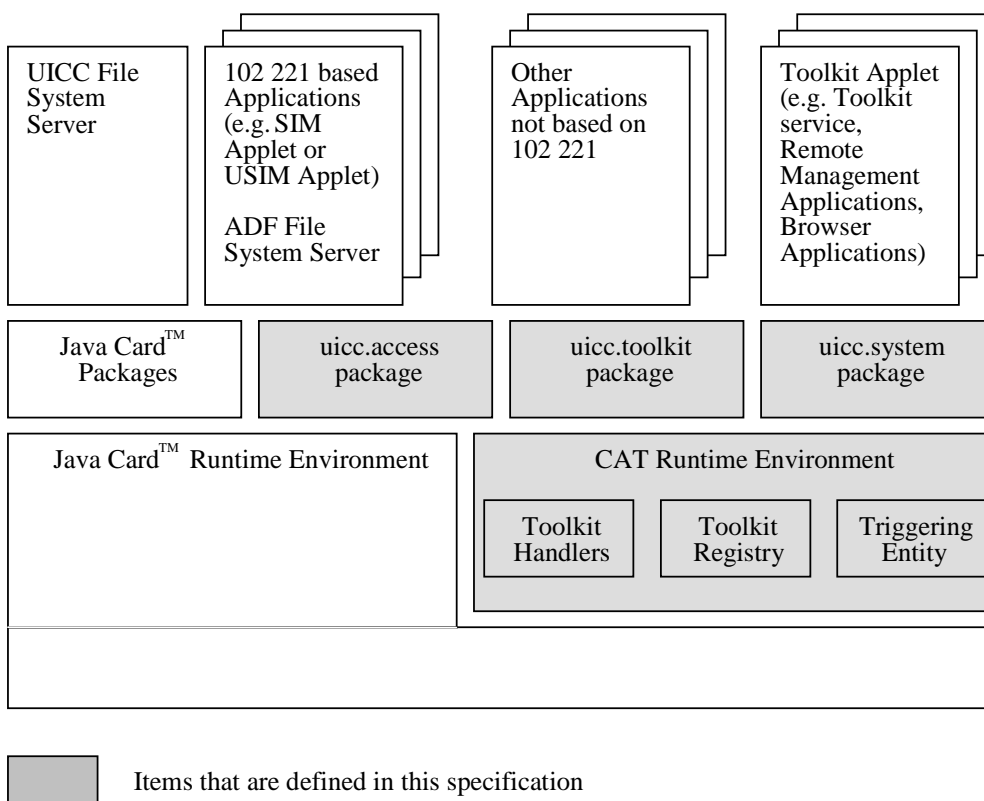 UICC File
System
Server
102 221 based
Applications
(e.g. SIM
Applet or
USIM Applet)
ADF File
System Server
Other
Applications
not based on
102 221
Toolkit Applet
(e.g. Toolkit
service,
Remote
Management
Applications,
Browser
Applications)
Java Card™
Packages
uicc.access
package
uicc.toolkit
package
uicc.system
package
Java Card™ Runtime Environment
CAT Runtime Environment
Toolkit
Handlers
Toolkit
Registry
Triggering
Entity
Items that are defined in this specification